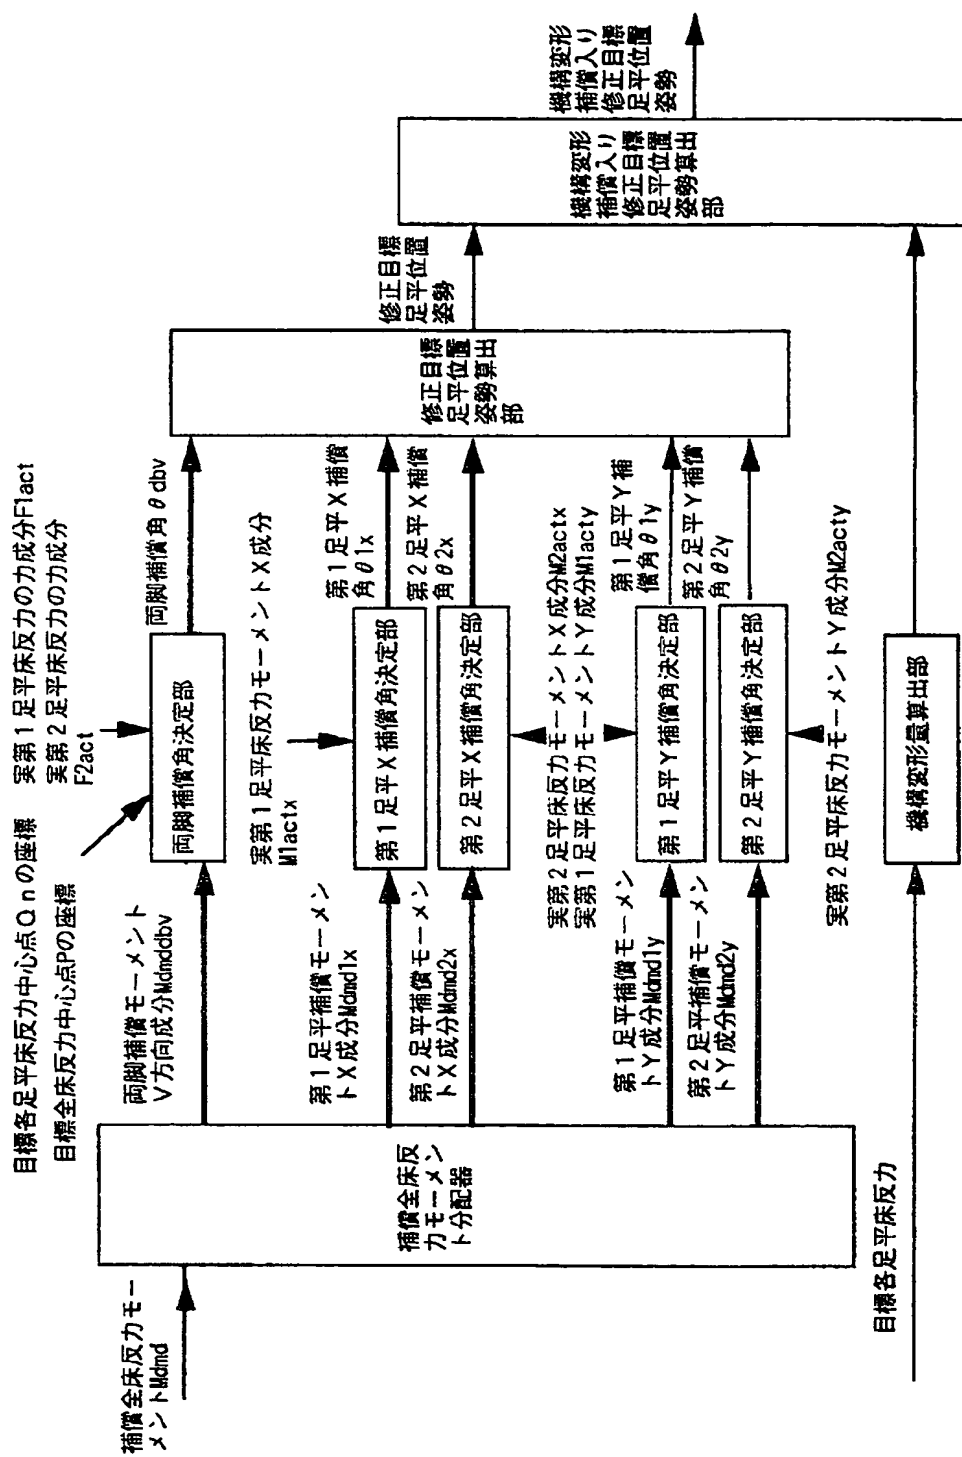 目標各足平床反力中心点Qnの座標
目標全床反力中心点Pの座標
実第1足平床反力の力成分F1act
実第2足平床反力の力成分
F2act
補償全床反力モー
メントMdmd
補償全床反
力モーメン
ト分配器
両脚補償モーメント
V方向成分Mdmddbv
両脚補償角決定部
両脚補償角θdbv
実第1足平床反力モーメントX成分
M1actx
第1足平補償モーメン
トX成分Mdmd1x
第1足平X補償角決定部
第1足平X補償
角θ1x
第2足平補償モーメン
トX成分Mdmd2x
第2足平X補償角決定部
第2足平X補償
角θ2x
実第2足平床反力モーメントX成分M2actx
実第1足平床反力モーメントY成分M1acty
第1足平補償モーメン
トY成分Mdmd1y
第1足平Y補償角決定部
第1足平Y補
償角θ1y
第2足平補償モーメン
トY成分Mdmd2y
第2足平Y補償角決定部
第2足平Y補償
角θ2y
実第2足平床反力モーメントY成分M2acty
修正目標
足平位置
姿勢算出
部
修正目標
足平位置
姿勢
目標各足平床反力
機構変形量算出部
機構変形
補償入り
修正目標
足平位置
姿勢算出
部
機構変形
補償入り
修正目標
足平位置
姿勢